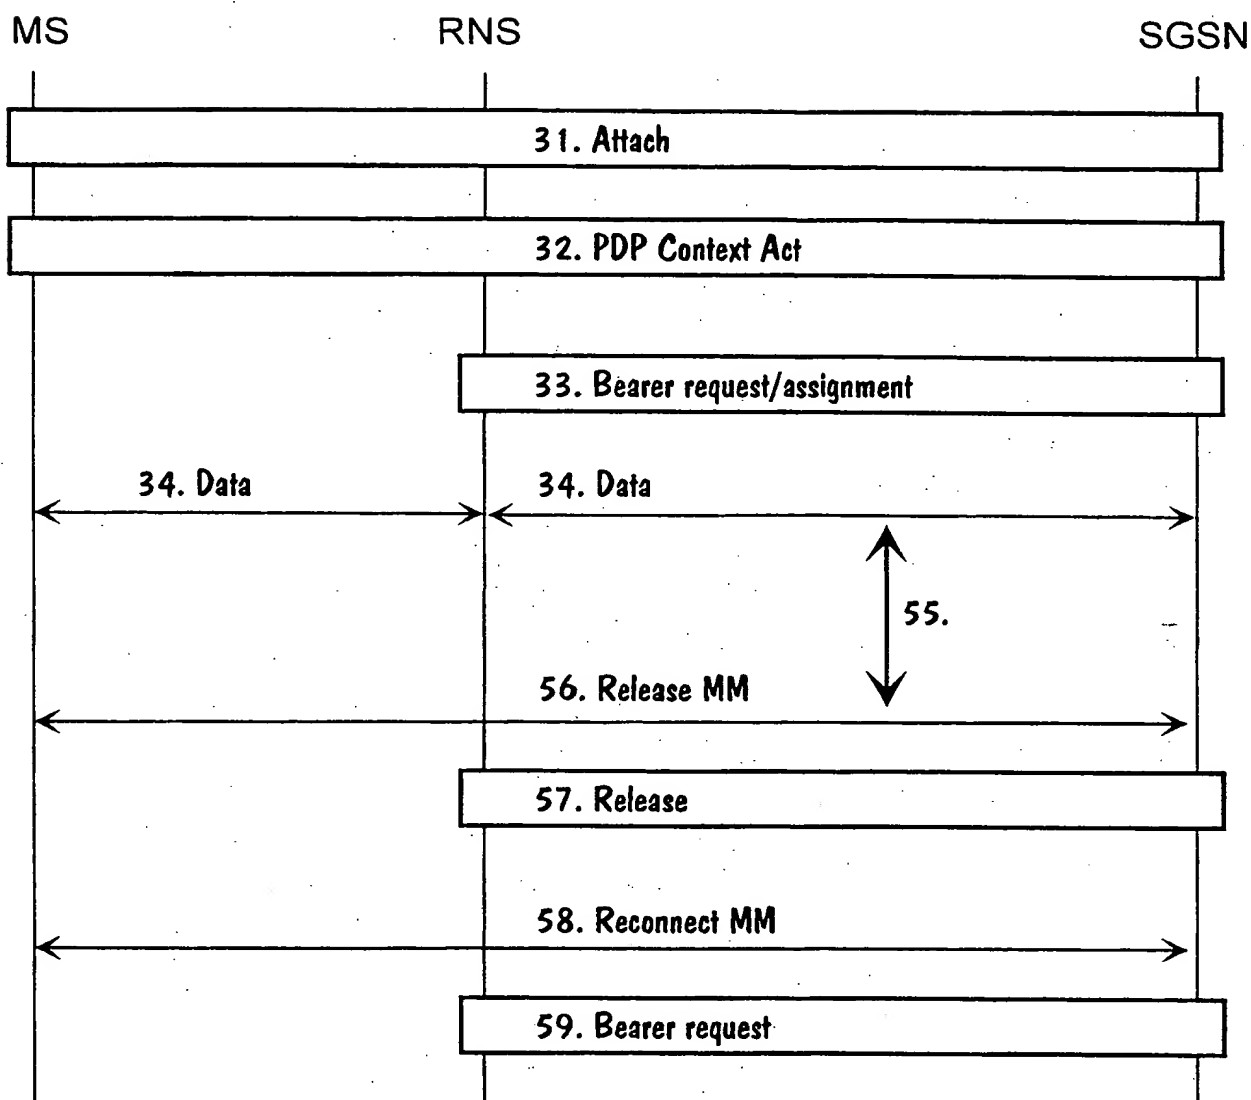 MS RNS SGSN
31. Attach
32. PDP Context Act
33. Bearer request/assignment
34. Data 34. Data
55.
56. Release MM
57. Release
58. Reconnect MM
59. Bearer request